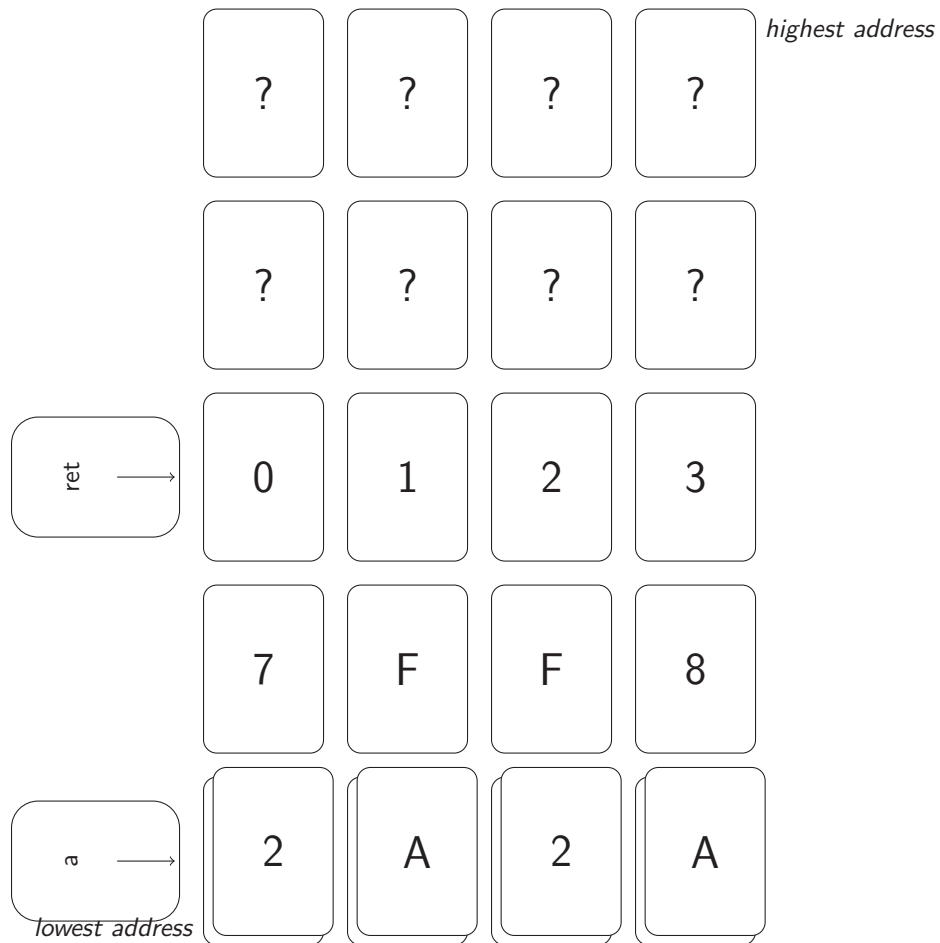 ? ? ? ? highest address
? ? ? ?
ret 0 1 2 3
7 F F 8
a 2 A 2 A
lowest address